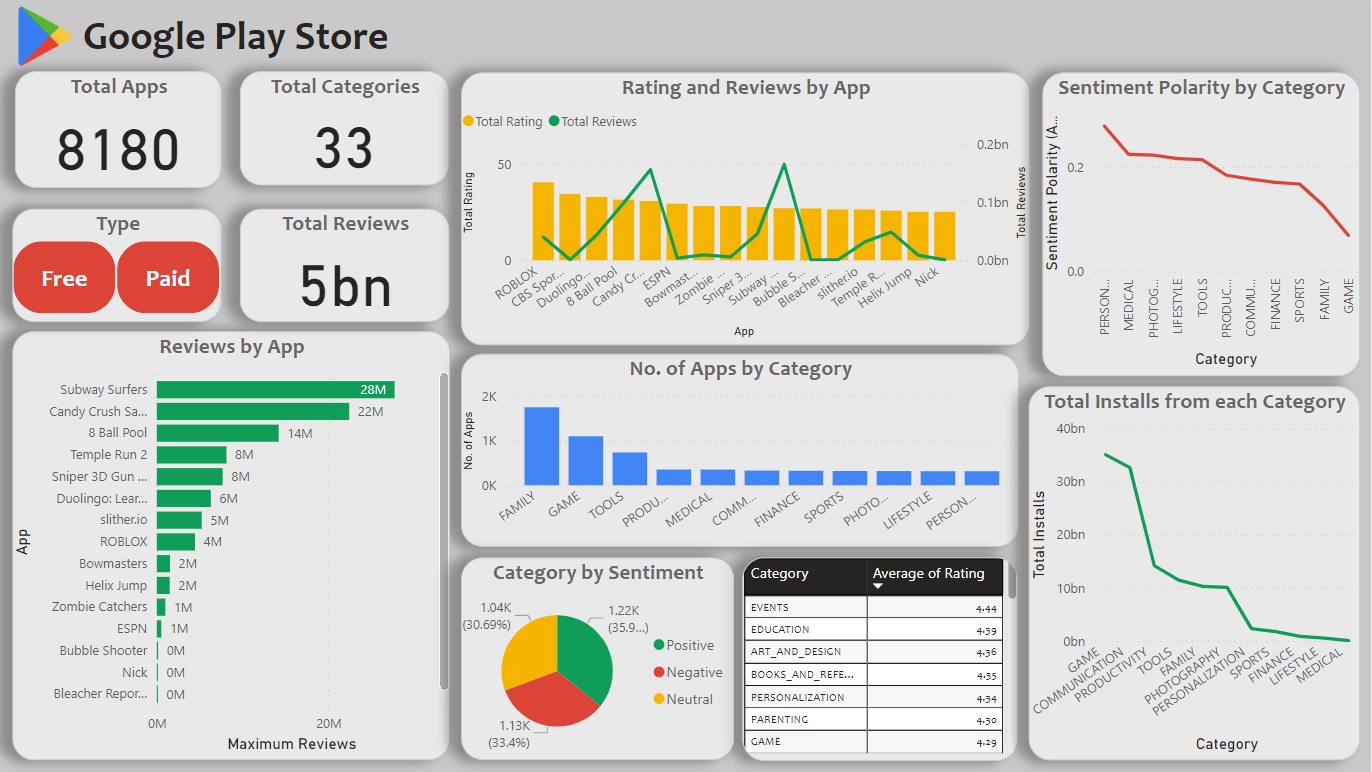 Google Play Store
Total Apps
8180
Total Categories
33
Type
Free
Paid
Total Reviews
5bn
Reviews by App
App
Subway Surfers
28M
Candy Crush Sa...
22M
8 Ball Pool
14M
Temple Run 2
8M
Sniper 3D Gun ...
8M
Duolingo: Lear...
6M
slither.io
5M
ROBLOX
4M
Bowmasters
2M
Helix Jump
2M
Zombie Catchers
1M
ESPN
1M
Bubble Shooter
0M
Nick
0M
Bleacher Repor...
0M
0M
20M
Maximum Reviews
Rating and Reviews by App
Total Rating
Total Reviews
Total Rating
50
0
0.2bn
0.1bn
0.0bn
Total Reviews
ROBLOX
CBS Spor...
Duolingo...
8 Ball Pool
Candy Cr...
ESPN
Bowmast...
Zombie ...
Sniper 3...
Subway ...
Bubble S...
Bleacher ...
slither.io
Temple R...
Helix Jump
Nick
App
No. of Apps by Category
No. of Apps
2K
1K
0K
FAMILY
GAME
TOOLS
PRODU...
MEDICAL
COMM...
FINANCE
SPORTS
PHOTO...
LIFESTYLE
PERSON...
Category by Sentiment
1.04K
(30.69%)
1.22K
(35.9...)
1.13K
(33.4%)
Positive
Negative
Neutral
Category
Average of Rating
EVENTS
4.44
EDUCATION
4.39
ART_AND_DESIGN
4.36
BOOKS_AND_REFE...
4.35
PERSONALIZATION
4.34
PARENTING
4.30
GAME
4.29
Sentiment Polarity by Category
Sentiment Polarity (A...
0.2
0.0
PERSON...
MEDICAL
PHOTOG...
LIFESTYLE
TOOLS
PRODUC...
COMMU...
FINANCE
SPORTS
FAMILY
GAME
Category
Total Installs from each Category
Total Installs
40bn
30bn
20bn
10bn
0bn
GAME
COMMUNICATION
PRODUCTIVITY
TOOLS
FAMILY
PHOTOGRAPHY
PERSONALIZATION
SPORTS
FINANCE
LIFESTYLE
MEDICAL
Category